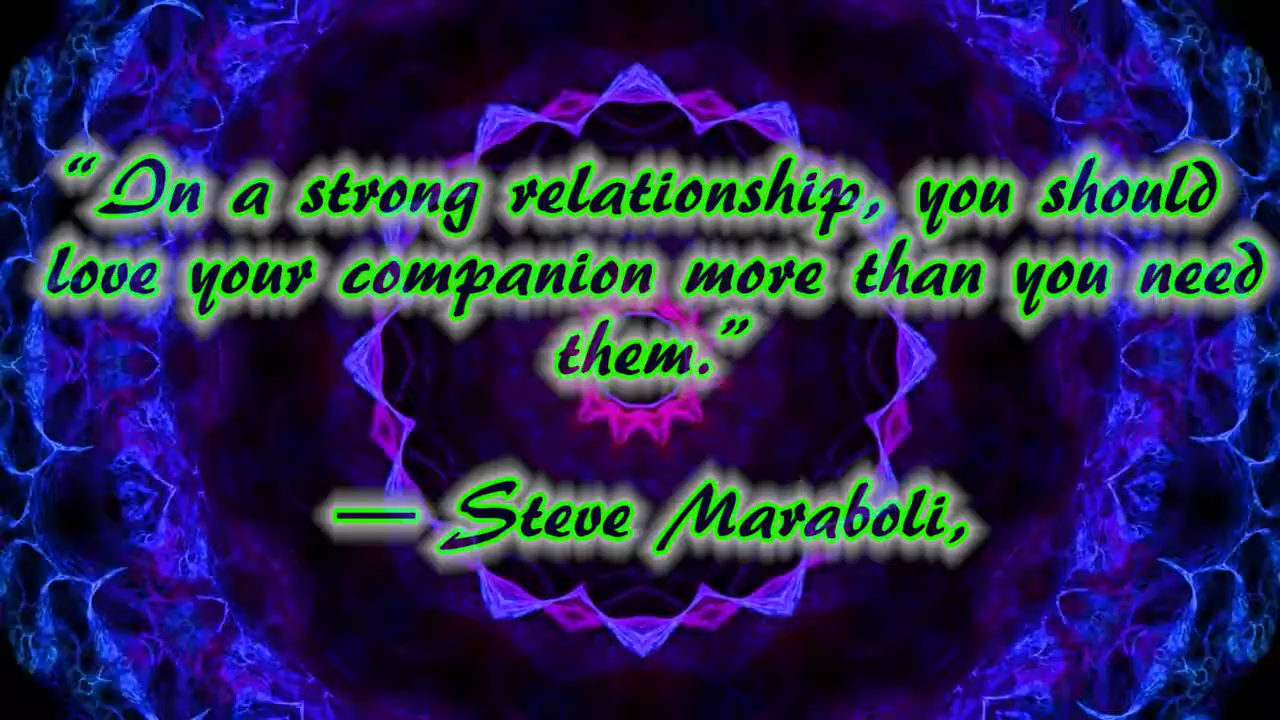 “In a strong relationship, you should
love your companion more than you need
them.”
— Steve Maraboli,